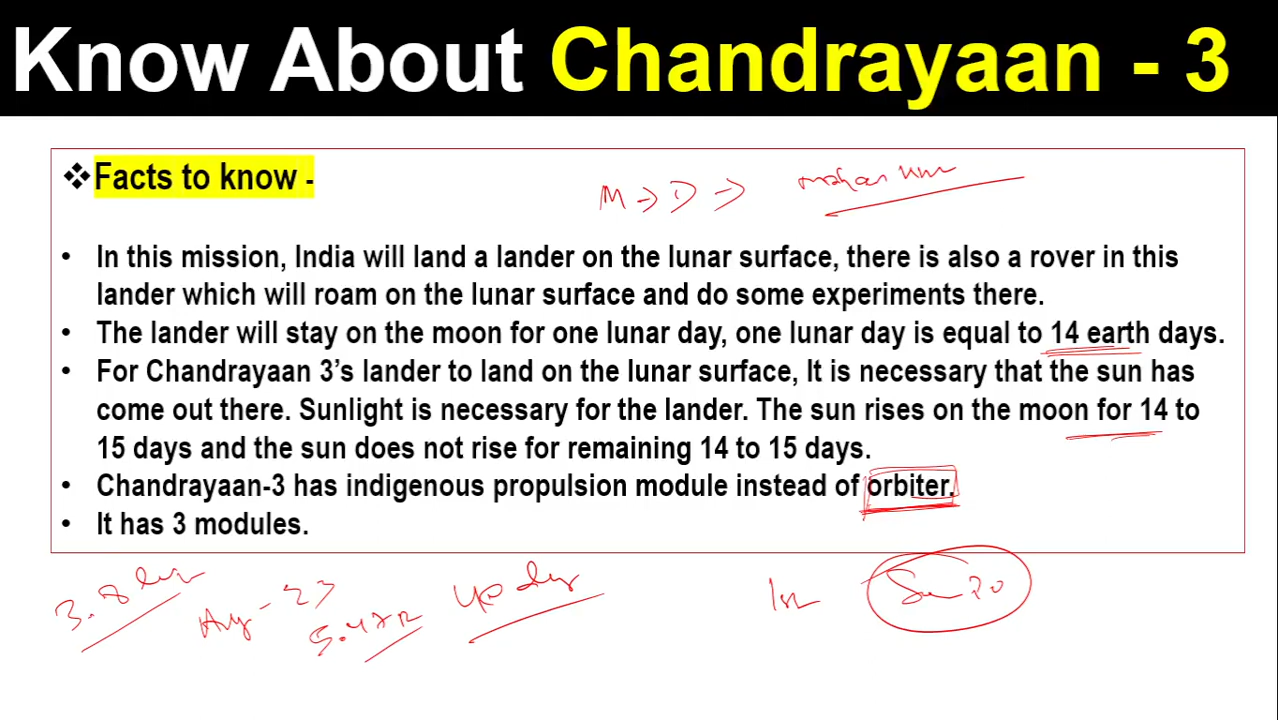 Know About Chandrayaan - 3
❖Facts to know -
M → D →
• In this mission, India will land a lander on the lunar surface, there is also a rover in this
lander which will roam on the lunar surface and do some experiments there.
• The lander will stay on the moon for one lunar day, one lunar day is equal to 14 earth days.
• For Chandrayaan 3’s lander to land on the lunar surface, It is necessary that the sun has
come out there. Sunlight is necessary for the lander. The sun rises on the moon for 14 to
15 days and the sun does not rise for remaining 14 to 15 days.
• Chandrayaan-3 has indigenous propulsion module instead of orbiter.
• It has 3 modules.
3.8
- 23
40 day